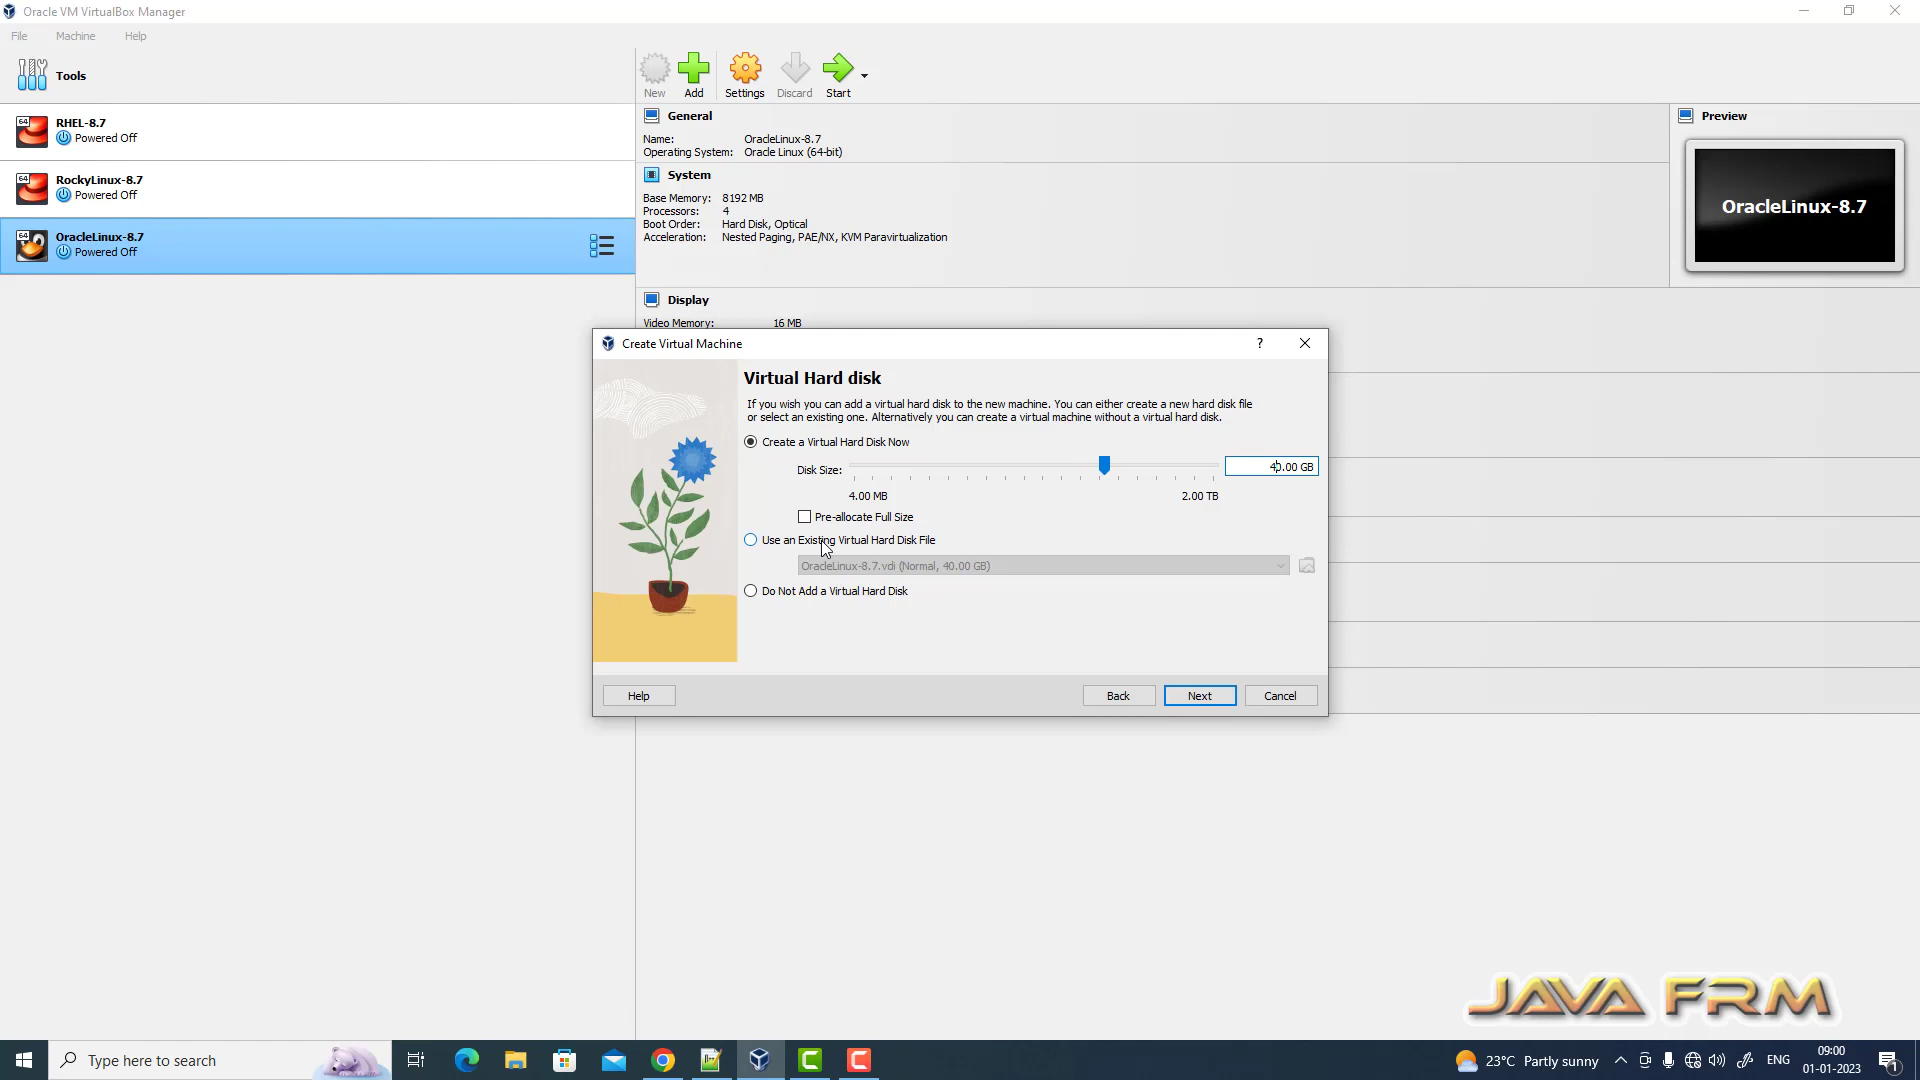 Oracle VM VirtualBox Manager
File Machine Help
Tools
New Add Settings Discard Start
64 RHEL-8.7
Powered Off
64 RockyLinux-8.7
Powered Off
64 OracleLinux-8.7
Powered Off
General
Name: OracleLinux-8.7
Operating System: Oracle Linux (64-bit)
System
Base Memory: 8192 MB
Processors: 4
Boot Order: Hard Disk, Optical
Acceleration: Nested Paging, PAE/NX, KVM Paravirtualization
Display
Video Memory: 16 MB
Preview
OracleLinux-8.7
Create Virtual Machine
?
Virtual Hard disk
If you wish you can add a virtual hard disk to the new machine. You can either create a new hard disk file
or select an existing one. Alternatively you can create a virtual machine without a virtual hard disk.
Create a Virtual Hard Disk Now
Disk Size: 40.00 GB
4.00 MB 2.00 TB
Pre-allocate Full Size
Use an Existing Virtual Hard Disk File
OracleLinux-8.7.vdi (Normal, 40.00 GB)
Do Not Add a Virtual Hard Disk
Help Back Next Cancel
JAVA FRM
Type here to search
23°C Partly sunny
ENG
09:00
01-01-2023
1